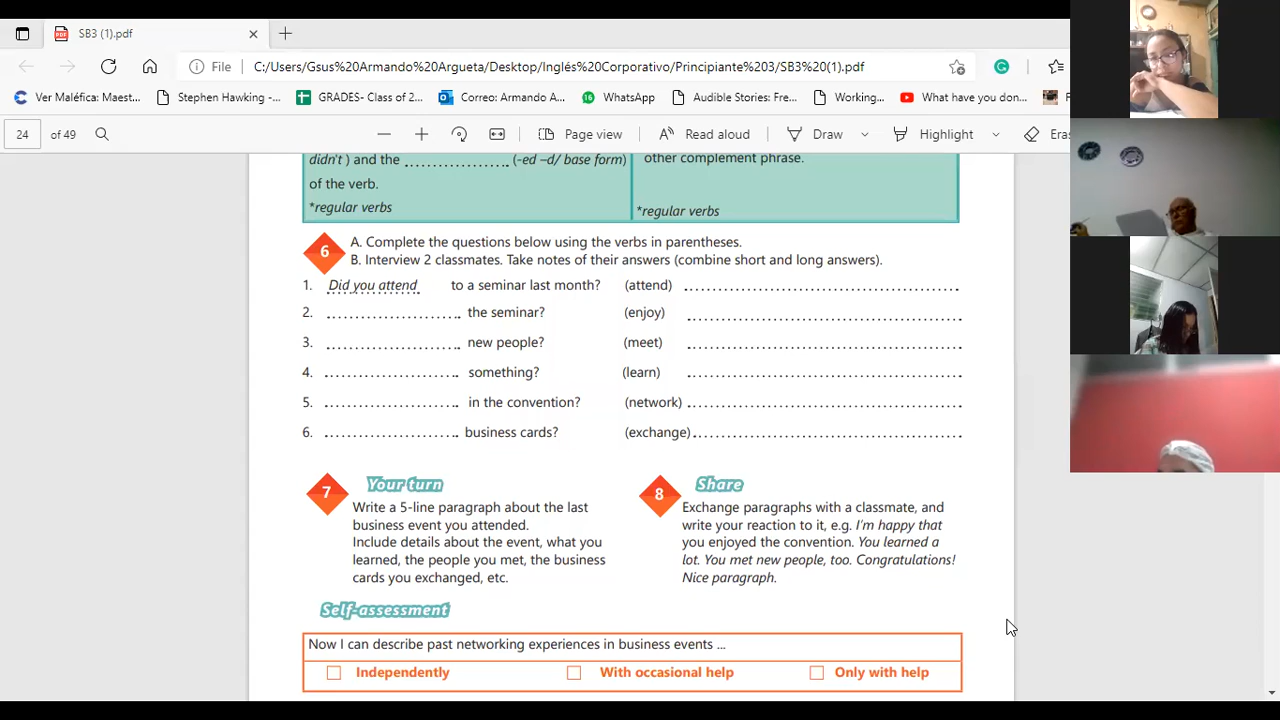 SB3 (1).pdf
File
C:/Users/Gsus%20Armando%20Argueta/Desktop/Inglés%20Corporativo/Principiante%203/SB3%20(1).pdf
Ver Maléfica: Maest...
Stephen Hawking -...
GRADES- Class of 2...
Correo: Armando A...
16 WhatsApp
Audible Stories: Fre...
Working...
What have you don...
24 of 49
Page view
Read aloud
Draw
Highlight
Eras
didn't ) and the ........................ (-ed –d/ base form)
of the verb.
*regular verbs
other complement phrase.
*regular verbs
6
A. Complete the questions below using the verbs in parentheses.
B. Interview 2 classmates. Take notes of their answers (combine short and long answers).
1. Did you attend to a seminar last month? (attend) ........................
2. ........................ the seminar? (enjoy) ........................
3. ........................ new people? (meet) ........................
4. ........................ something? (learn) ........................
5. ........................ in the convention? (network) ........................
6. ........................ business cards? (exchange) ........................
7
Your turn
Write a 5-line paragraph about the last
business event you attended.
Include details about the event, what you
learned, the people you met, the business
cards you exchanged, etc.
8
Share
Exchange paragraphs with a classmate, and
write your reaction to it, e.g. I'm happy that
you enjoyed the convention. You learned a
lot. You met new people, too. Congratulations!
Nice paragraph.
Self-assessment
Now I can describe past networking experiences in business events ...
Independently
With occasional help
Only with help